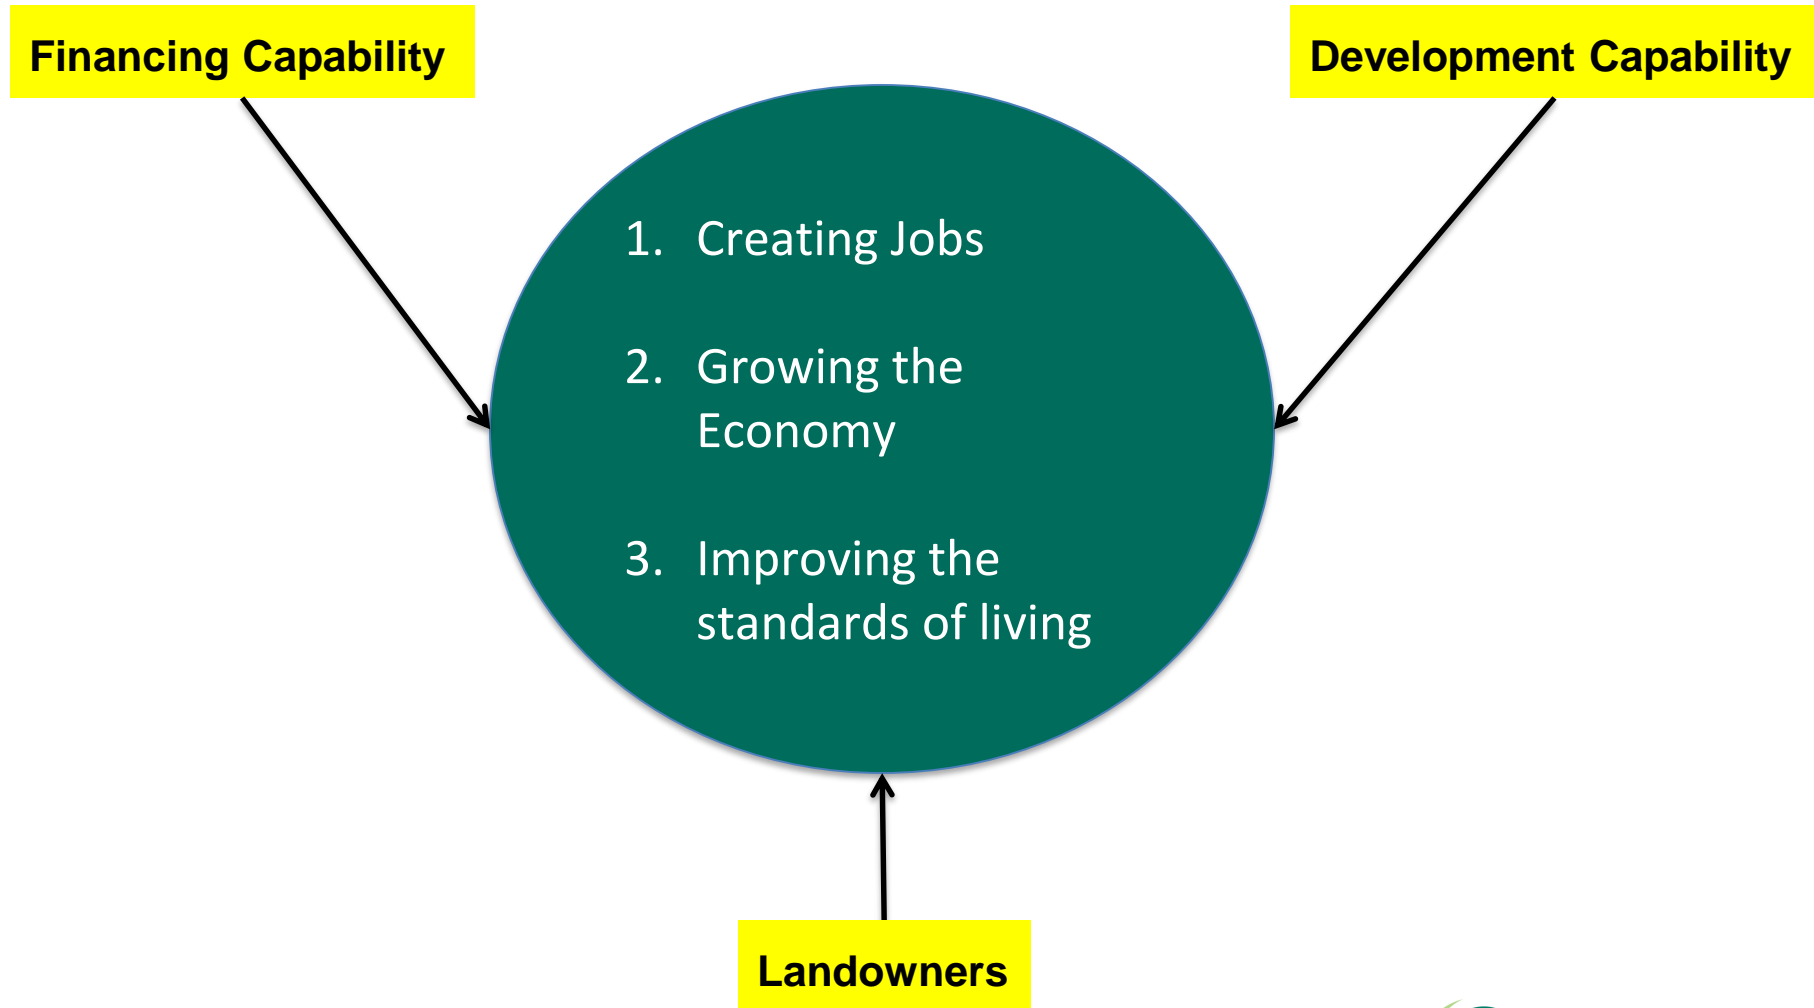 Financing Capability
Development Capability
1. Creating Jobs
2. Growing the
Economy
3. Improving the
standards of living
Landowners